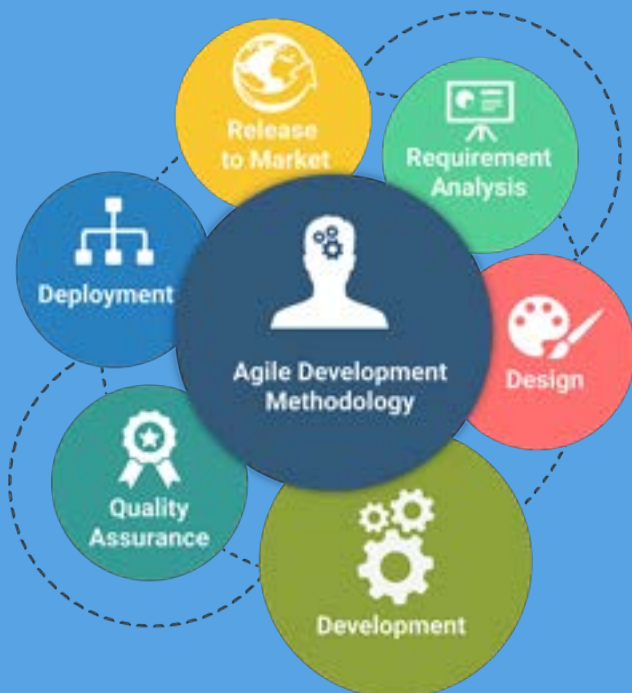 Release
to Market
Requirement
Analysis
Deployment
Agile Development
Methodology
Design
Quality
Assurance
Development